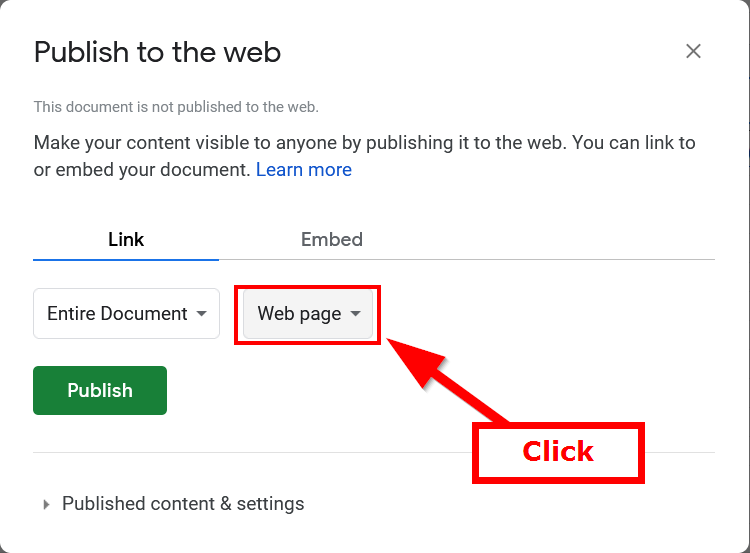 Publish to the web
This document is not published to the web.
Make your content visible to anyone by publishing it to the web. You can link to
or embed your document. Learn more
Link Embed
Entire Document Web page
Publish
Click
Published content & settings